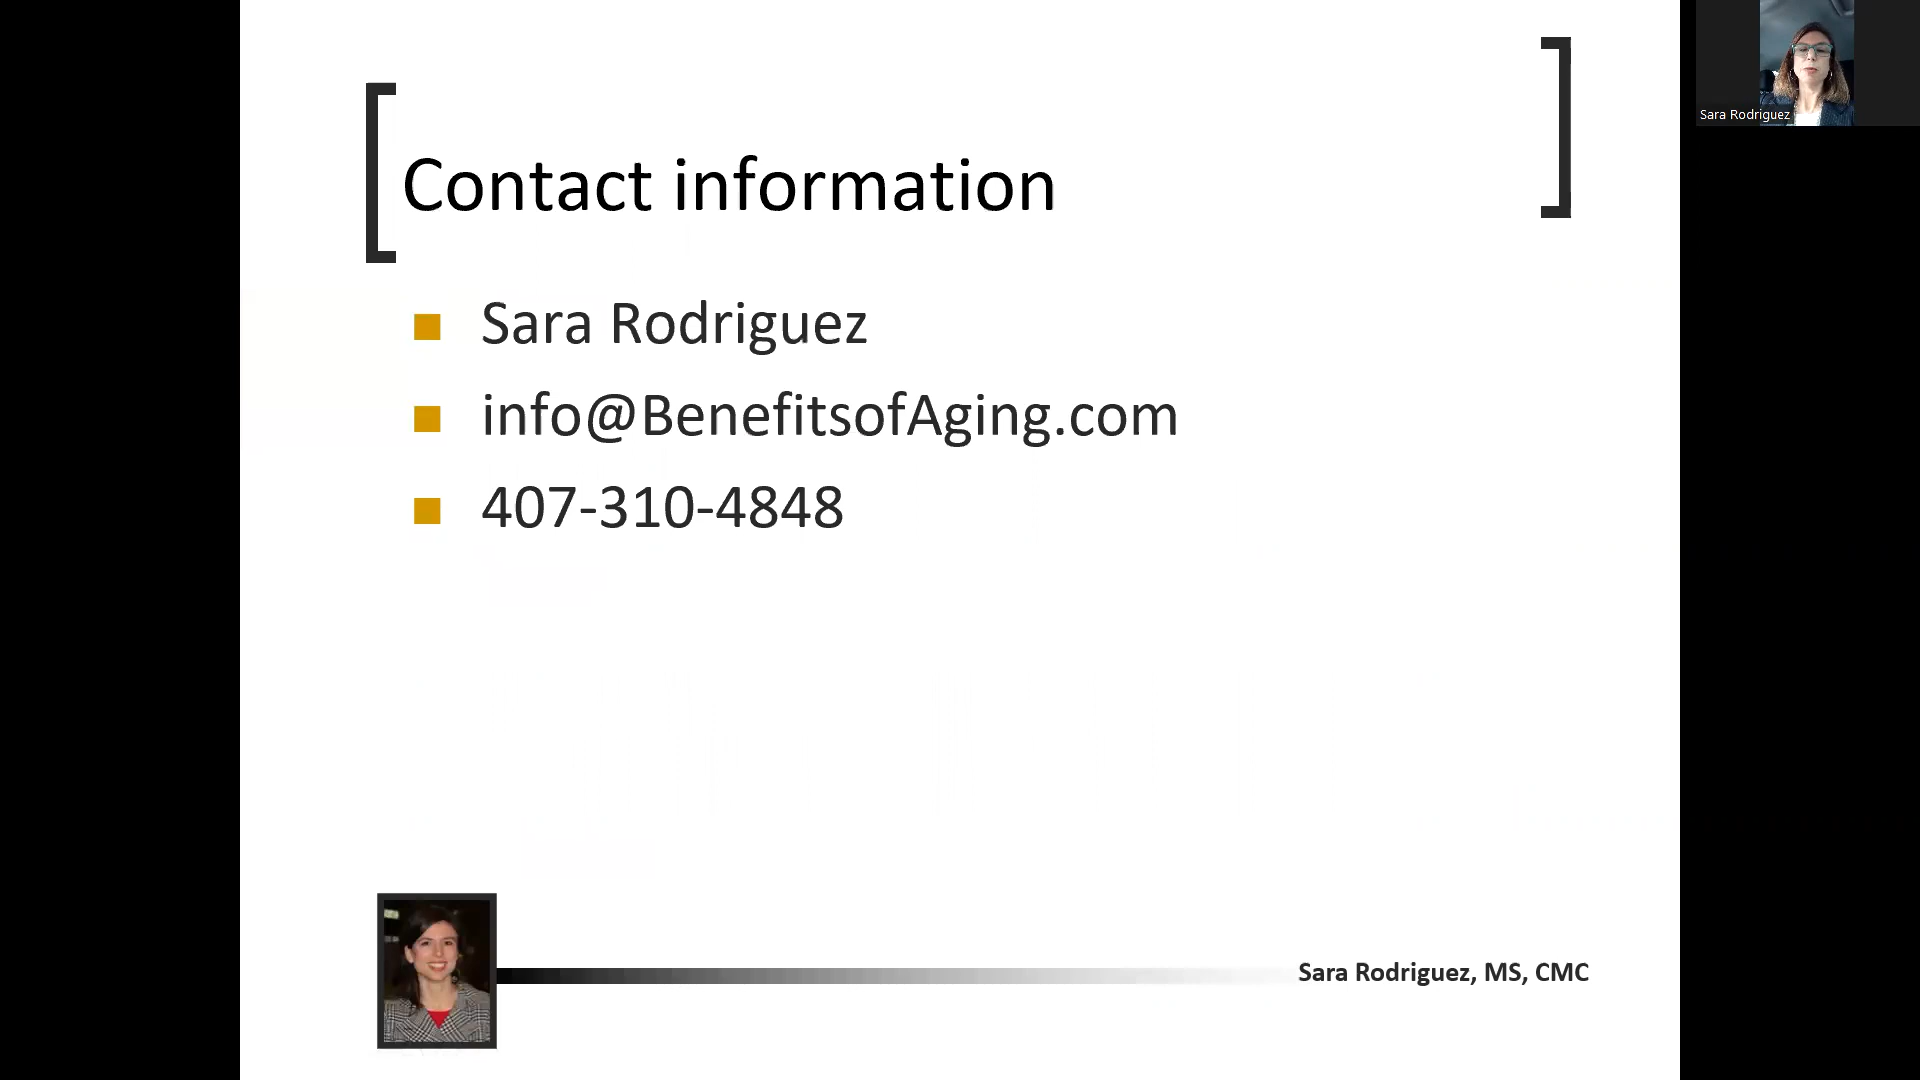 Contact information
Sara Rodriguez
info@BenefitsofAging.com
407-310-4848
Sara Rodriguez, MS, CMC
Sara Rodriguez